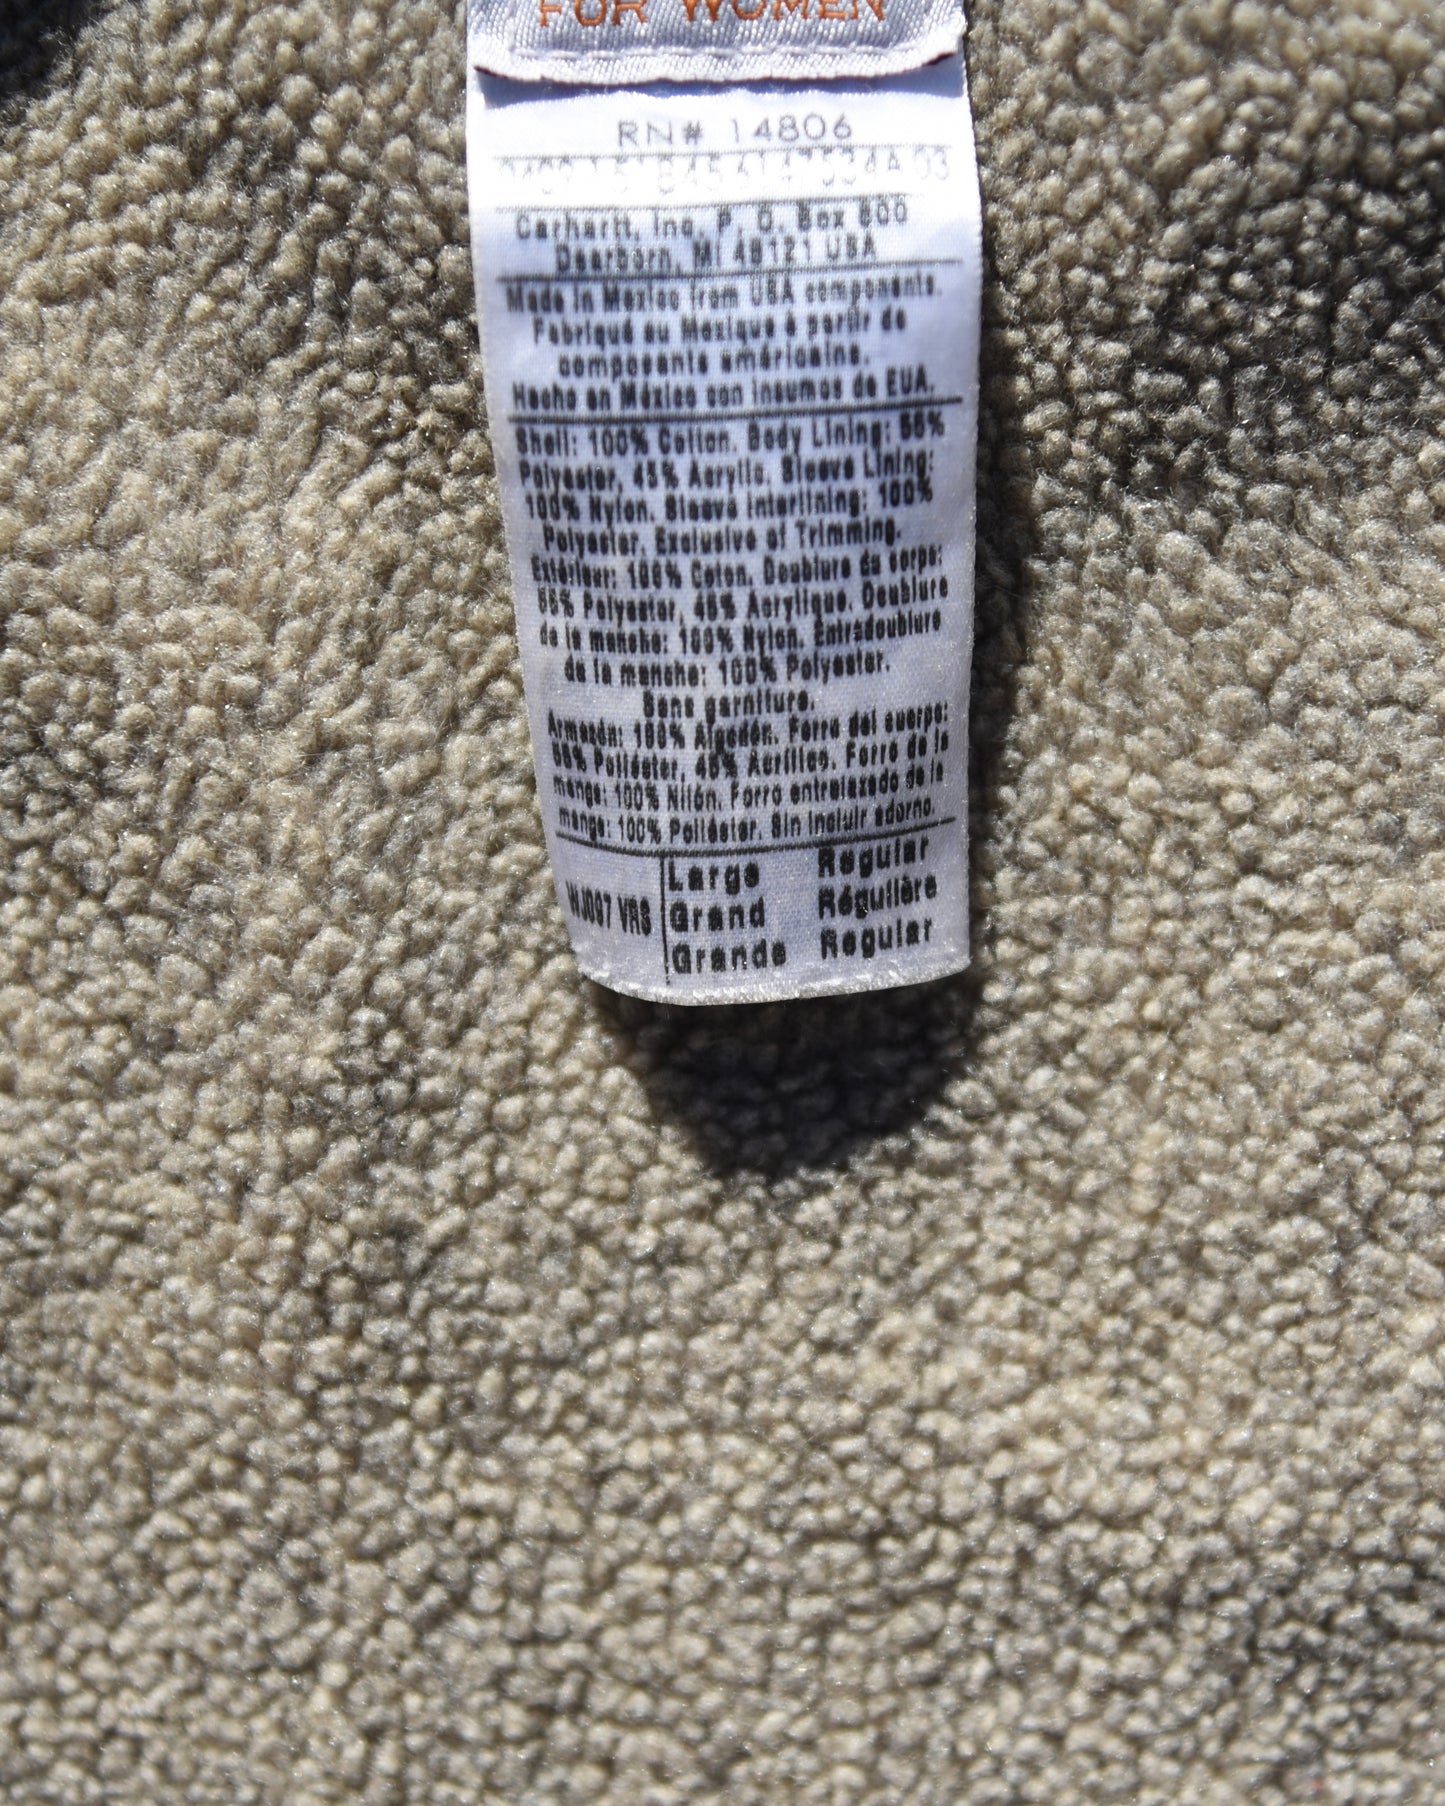 FOR WOMEN
RN# 14806
Carhartt, Inc. P. O. Box 600
Dearborn, MI 48121 USA
Made in Mexico from USA components.
Fabriqué au Mexique à partir de
composants américains.
Hecho en México con insumos de EUA.
Shell: 100% Cotton. Body Lining: 55%
Polyester, 45% Acrylic. Sleeve Lining:
100% Nylon. Sleeve Interlining: 100%
Polyester. Exclusive of Trimming.
Extérieur: 100% Coton. Doublure du corps:
55% Polyester, 45% Acrylique. Doublure
de la manche: 100% Nylon. Entredoublure
de la manche: 100% Polyester.
Sans garniture.
Armazón: 100% Algodón. Forro del cuerpo:
55% Poliéster, 45% Acrílico. Forro de la
manga: 100% Nilón. Forro entrelazado de la
manga: 100% Poliéster. Sin incluir adorno.
WJ097 VRS
Large Regular
Grand Régulière
Grande Regular